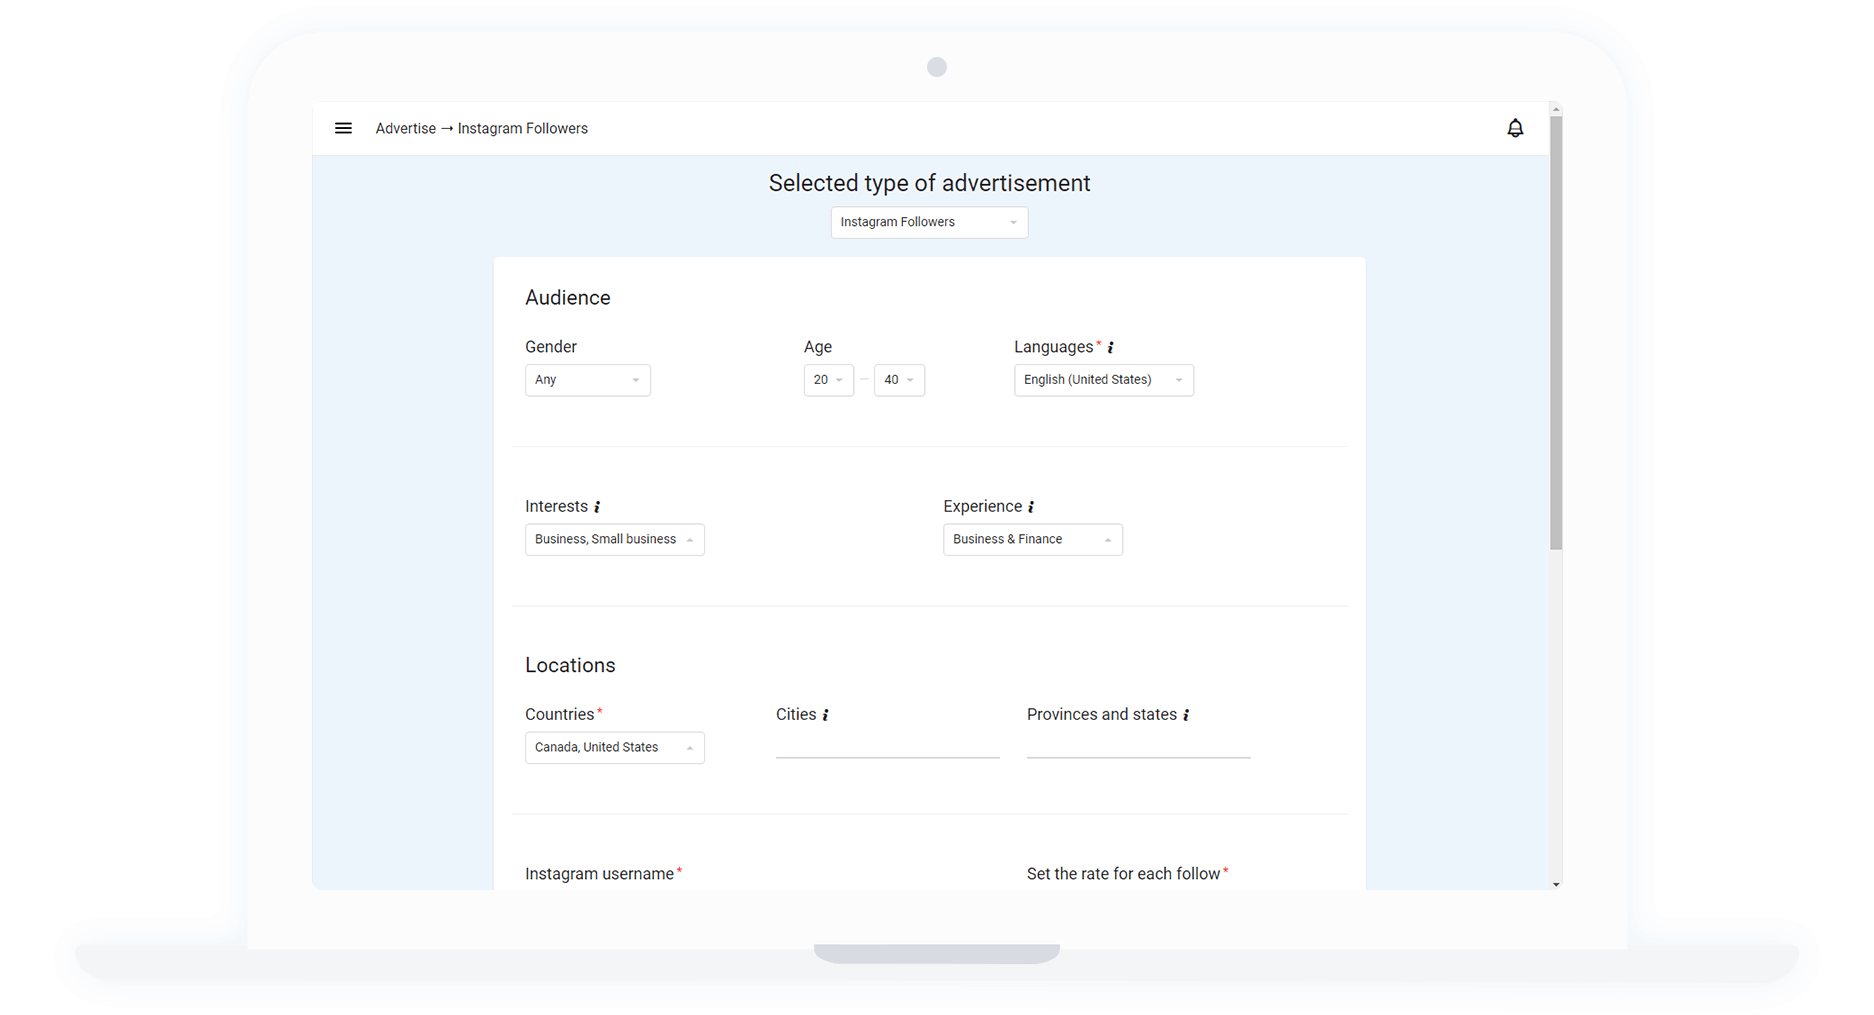 Advertise → Instagram Followers
Selected type of advertisement
Instagram Followers
Audience
Gender
Age
Languages* i
Any
20 – 40
English (United States)
Interests i
Experience i
Business, Small business
Business & Finance
Locations
Countries*
Cities i
Provinces and states i
Canada, United States
Instagram username*
Set the rate for each follow*